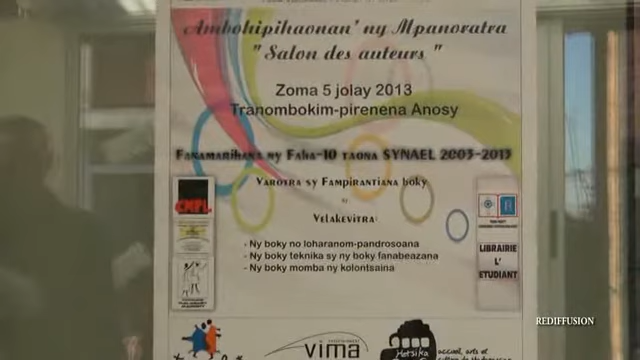 Ambohipihaonan' ny Mpanoratra
" Salon des auteurs "
Zoma 5 jolay 2013
Tranombokim-pirenena Anosy
Fanamarihana ny Faha-10 taona SYNAEL 2003-2013
Varotra sy Fampirantiana boky
Velakevitra:
- Ny boky no loharanom-pandrosoana
- Ny boky teknika sy ny boky fanabeazana
- Ny boky momba ny kolontsaina
CMPL
LIBRAIRIE
L'
ETUDIANT
vima
Hetsika
REDIFFUSION